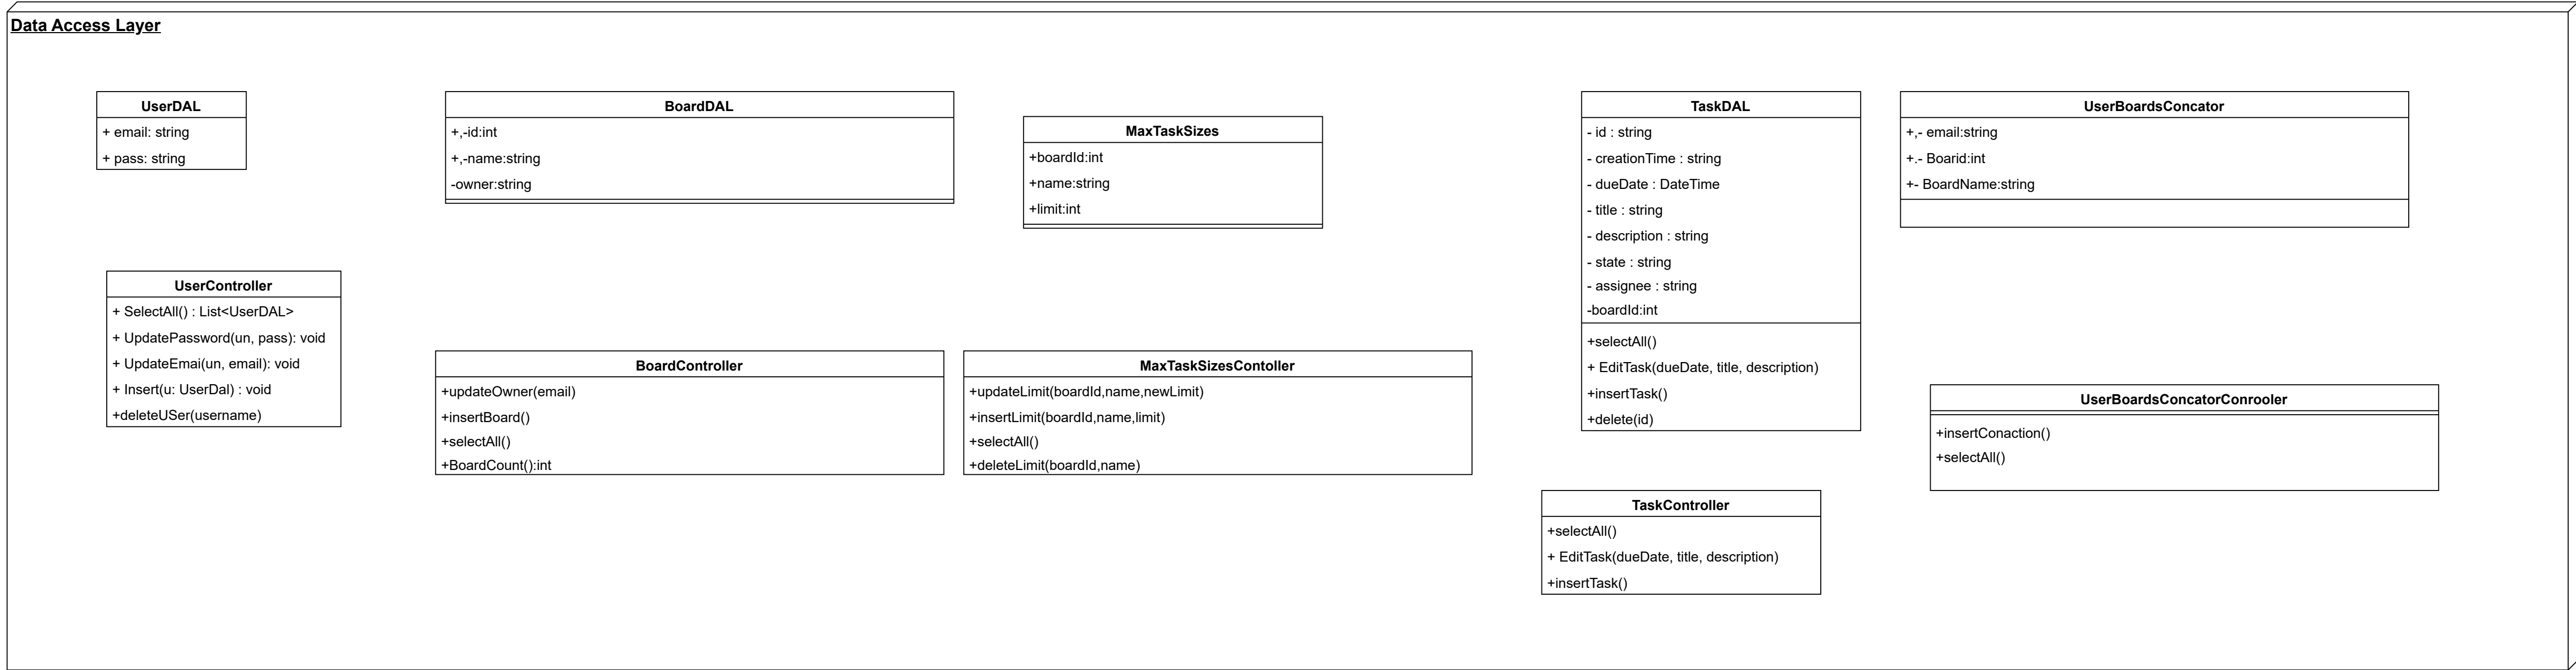 Data Access Layer
UserDAL
+ email: string
+ pass: string
BoardDAL
+,-id:int
+,-name:string
-owner:string
MaxTaskSizes
+boardId:int
+name:string
+limit:int
TaskDAL
- id : string
- creationTime : string
- dueDate : DateTime
- title : string
- description : string
- state : string
- assignee : string
-boardId:int
+selectAll()
+ EditTask(dueDate, title, description)
+insertTask()
+delete(id)
UserBoardsConcator
+,- email:string
+.- Boarid:int
+- BoardName:string
UserController
+ SelectAll() : List<UserDAL>
+ UpdatePassword(un, pass): void
+ UpdateEmai(un, email): void
+ Insert(u: UserDal) : void
+deleteUSer(username)
BoardController
+updateOwner(email)
+insertBoard()
+selectAll()
+BoardCount():int
MaxTaskSizesContoller
+updateLimit(boardId,name,newLimit)
+insertLimit(boardId,name,limit)
+selectAll()
+deleteLimit(boardId,name)
UserBoardsConcatorConrooler
+insertConaction()
+selectAll()
TaskController
+selectAll()
+ EditTask(dueDate, title, description)
+insertTask()